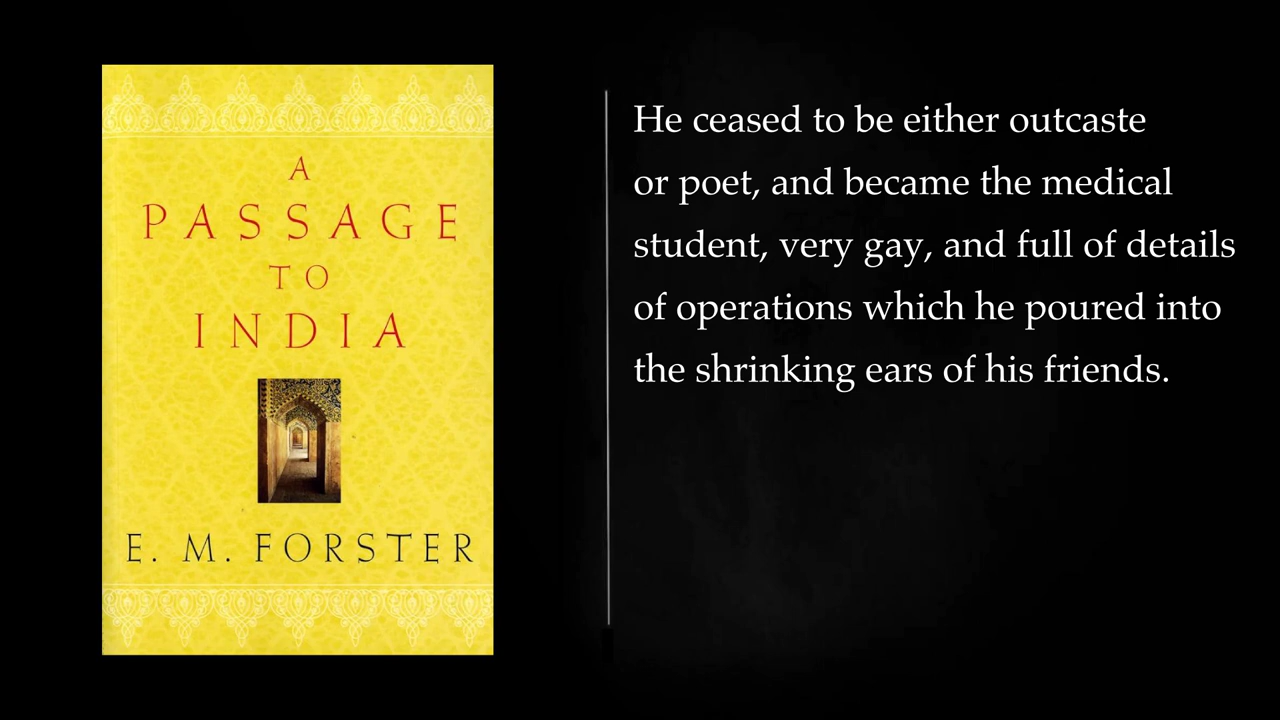 A
PASSAGE
TO
INDIA
E. M. FORSTER
He ceased to be either outcaste
or poet, and became the medical
student, very gay, and full of details
of operations which he poured into
the shrinking ears of his friends.